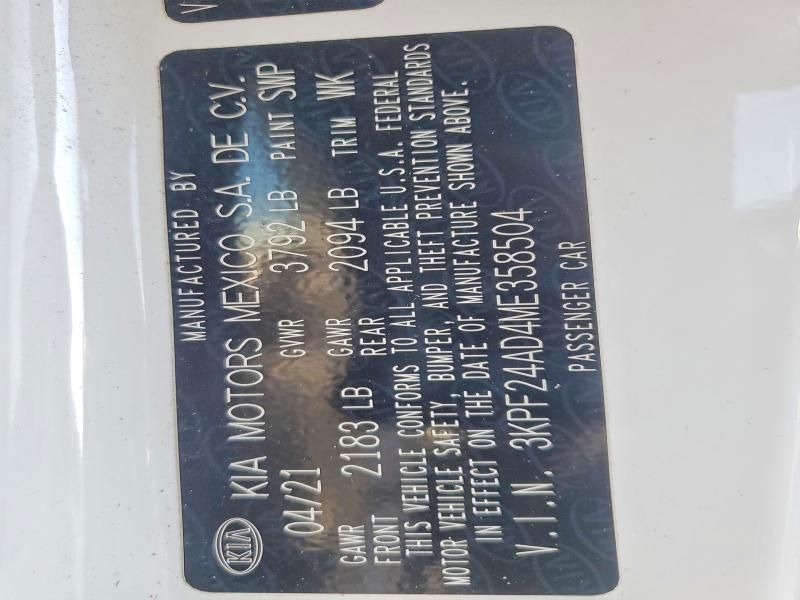 MANUFACTURED BY
KIA KIA MOTORS MEXICO S.A. DE C.V.
04/21 GVWR 3792 LB PAINT SWP
GAWR FRONT 2183 LB GAWR REAR 2094 LB TRIM WK
THIS VEHICLE CONFORMS TO ALL APPLICABLE U.S.A. FEDERAL
MOTOR VEHICLE SAFETY, BUMPER, AND THEFT PREVENTION STANDARDS
IN EFFECT ON THE DATE OF MANUFACTURE SHOWN ABOVE.
V.I.N. 3KPF24AD4ME358504
PASSENGER CAR